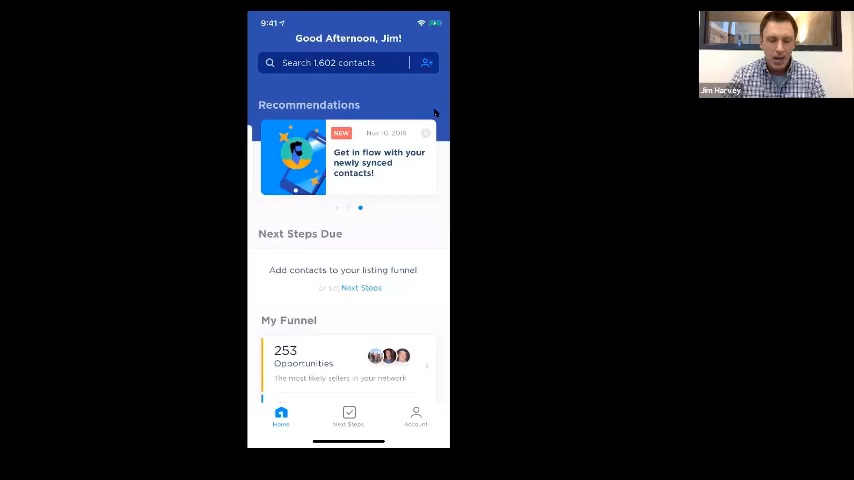 9:41
Good Afternoon, Jim!
Search 1,602 contacts
Recommendations
NEW
Nov 10, 2018
Get in flow with your
newly synced
contacts!
Next Steps Due
Add contacts to your listing funnel
or set Next Steps
My Funnel
253
Opportunities
The most likely sellers in your network
Home
Next Steps
Account
Jim Harvey